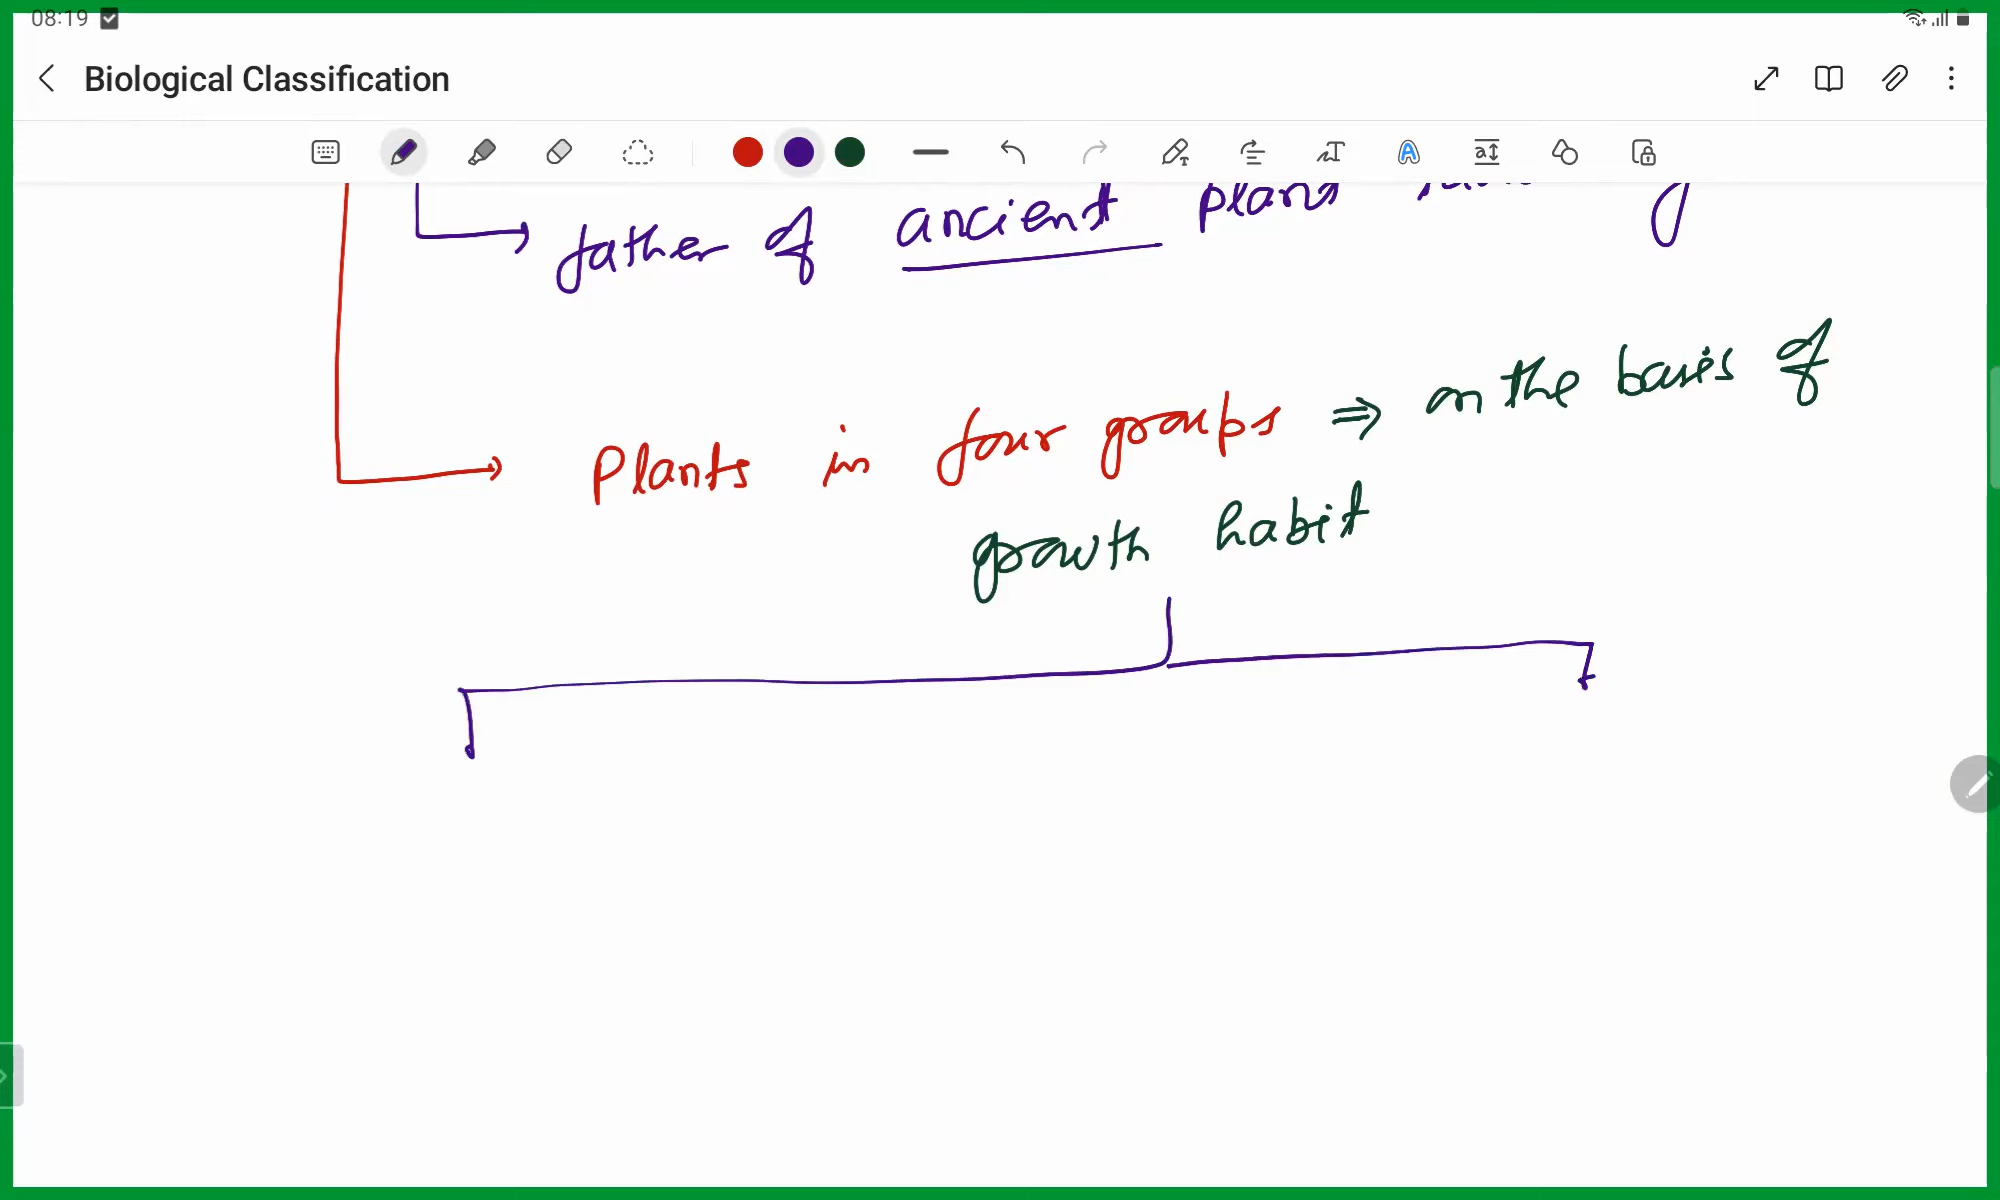 08:19
Biological Classification
father of ancient plant
Plants in four groups ⇒ on the basis of
growth habit